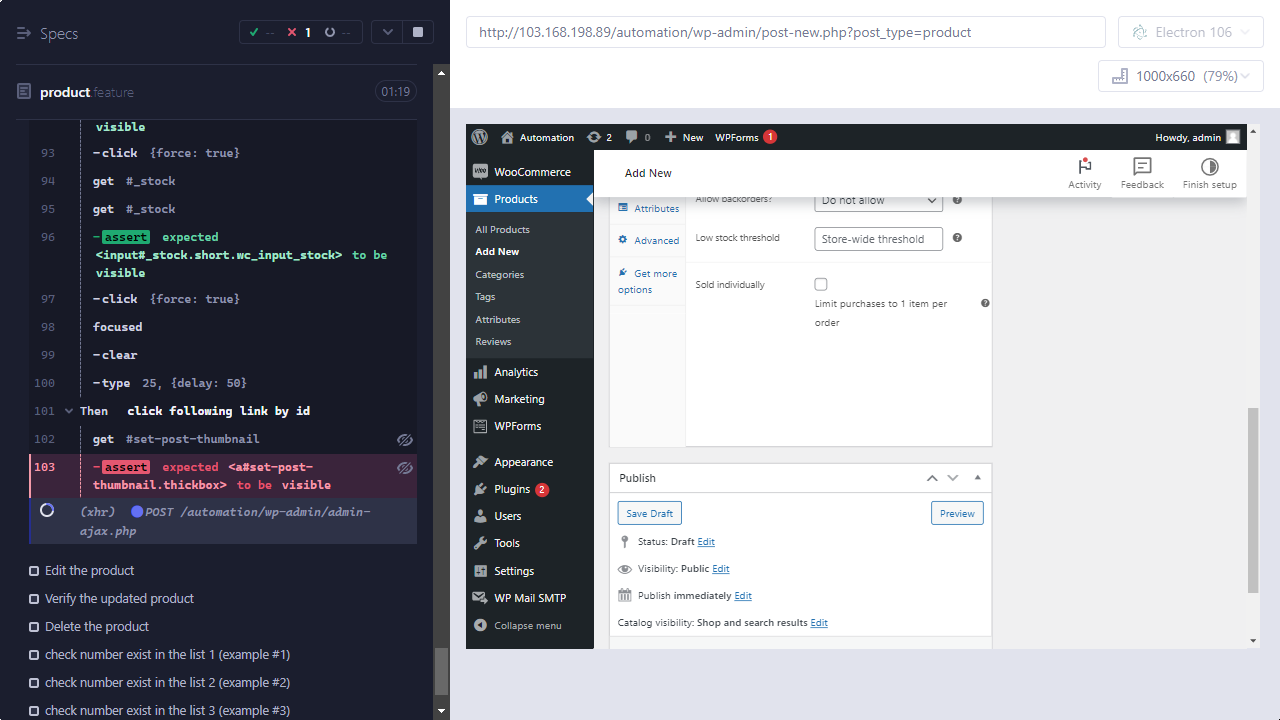 Specs
--
1
--
http://103.168.198.89/automation/wp-admin/post-new.php?post_type=product
Electron 106
1000x660 (79%)
product.feature
01:19
visible
93 -click {force: true}
94 get #_stock
95 get #_stock
96 -assert expected
<input#_stock.short.wc_input_stock> to be
visible
97 -click {force: true}
98 focused
99 -clear
100 -type 25, {delay: 50}
101 Then click following link by id
102 get #set-post-thumbnail
103 -assert expected <a#set-post-
thumbnail.thickbox> to be visible
(xhr) POST /automation/wp-admin/admin-
ajax.php
Edit the product
Verify the updated product
Delete the product
check number exist in the list 1 (example #1)
check number exist in the list 2 (example #2)
check number exist in the list 3 (example #3)
Automation
2
0
New
WPForms 1
Howdy, admin
WooCommerce
Products
All Products
Add New
Categories
Tags
Attributes
Reviews
Analytics
Marketing
WPForms
Appearance
Plugins 2
Users
Tools
Settings
WP Mail SMTP
Collapse menu
Add New
Activity
Feedback
Finish setup
Attributes
Advanced
Get more
options
Allow backorders?
Do not allow
Low stock threshold
Store-wide threshold
Sold individually
Limit purchases to 1 item per
order
Publish
Save Draft
Preview
Status: Draft Edit
Visibility: Public Edit
Publish immediately Edit
Catalog visibility: Shop and search results Edit